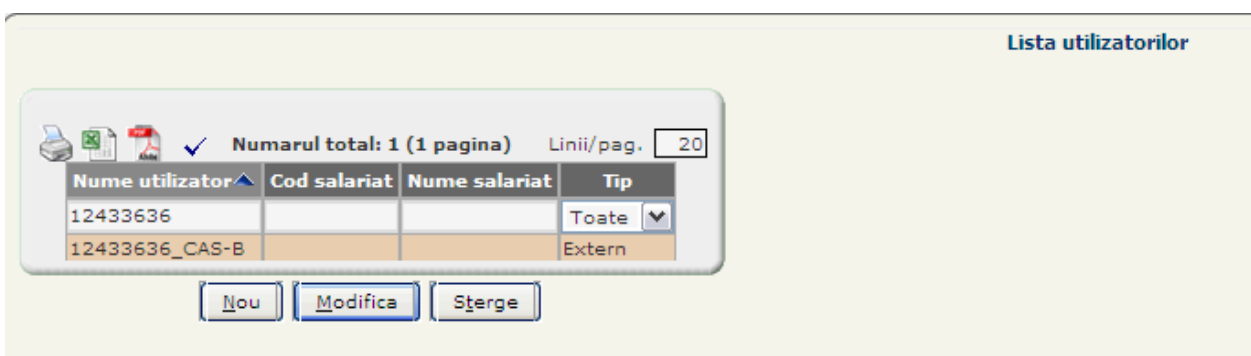 Lista utilizatorilor
Numarul total: 1 (1 pagina) Linii/pag. 20
Nume utilizator Cod salariat Nume salariat Tip
12433636 Toate
12433636_CAS-B Extern
Nou Modifica Sterge